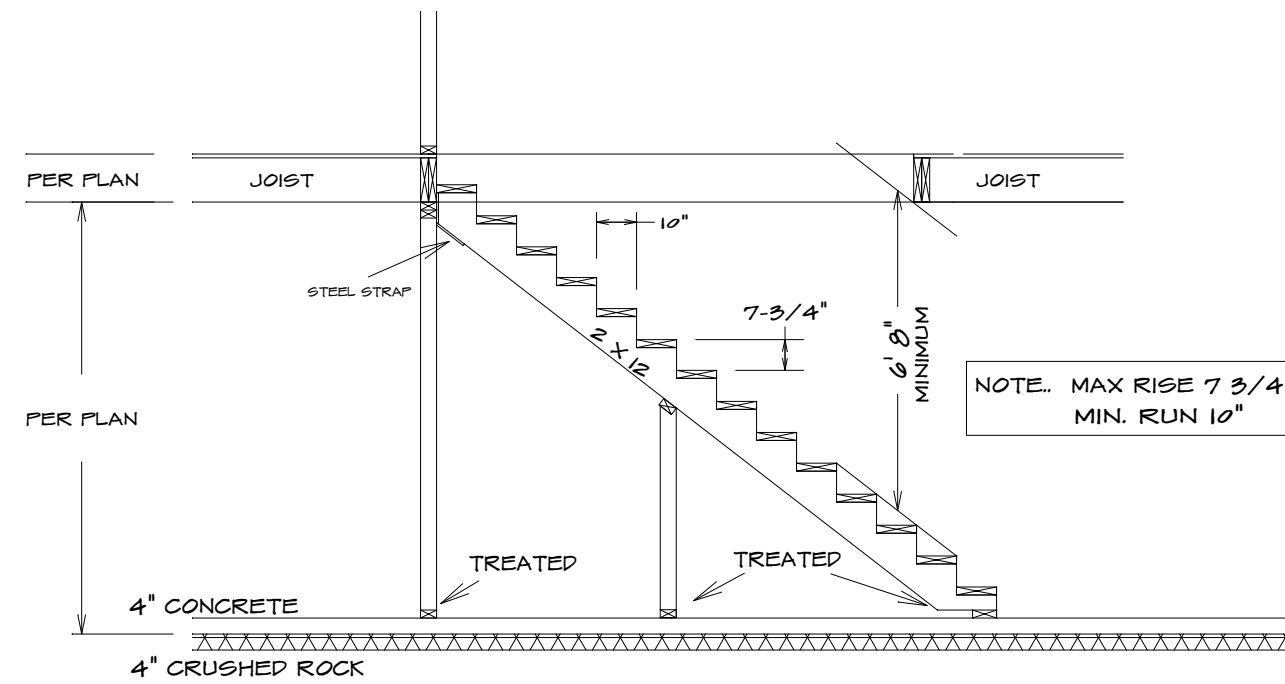 PER PLAN
JOIST
JOIST
10"
STEEL STRAP
7-3/4"
2 X 12
6' 8"
MINIMUM
NOTE.. MAX RISE 7 3/4
MIN. RUN 10"
PER PLAN
TREATED
TREATED
4" CONCRETE
4" CRUSHED ROCK